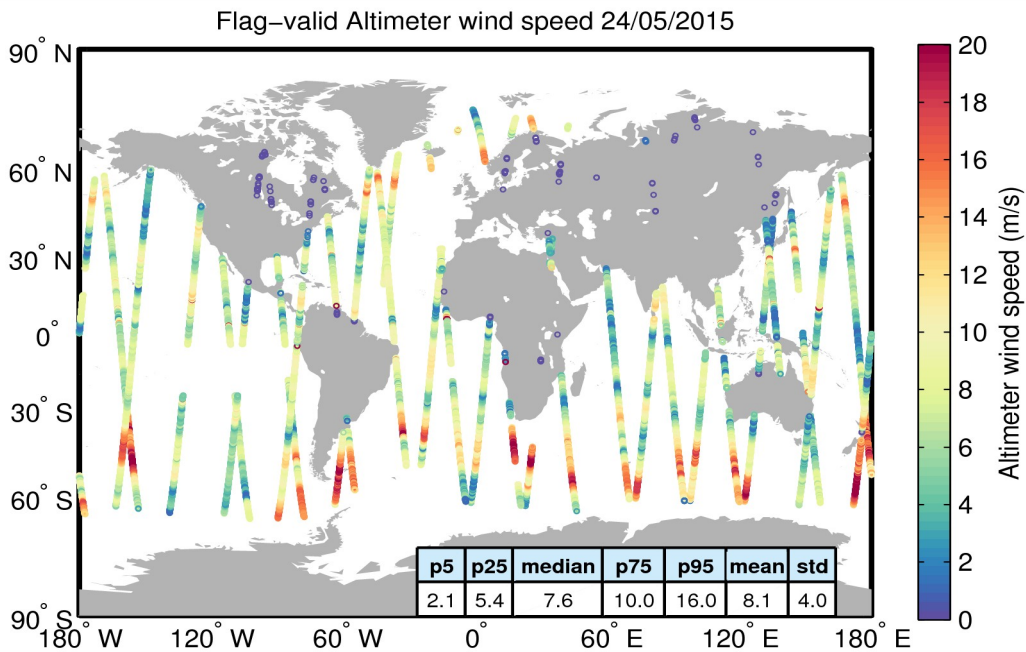 Flag−valid Altimeter wind speed 24/05/2015
90° N
60° N
30° N
0°
30° S
60° S
90° S
180° W
120° W
60° W
0°
60° E
120° E
180° E
p5 p25 median p75 p95 mean std
2.1 5.4 7.6 10.0 16.0 8.1 4.0
20
18
16
14
12
10
8
6
4
2
0
Altimeter wind speed (m/s)